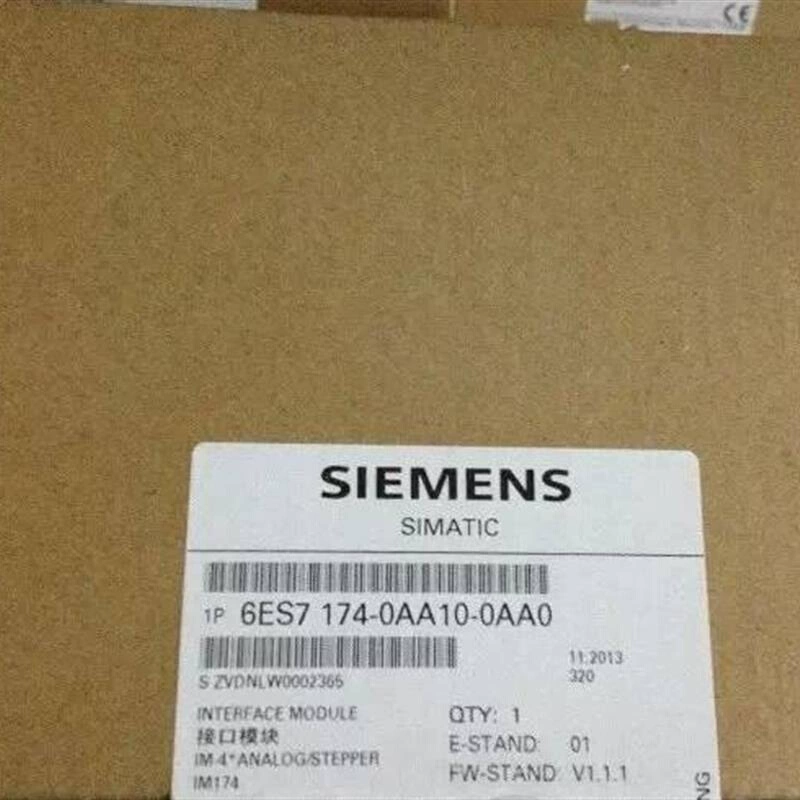 CE
SIEMENS
SIMATIC
1P 6ES7 174-0AA10-0AA0
S ZVDNLW0002365
11.2013
320
INTERFACE MODULE
接口模块
IM 4*ANALOG/STEPPER
IM174
QTY: 1
E-STAND: 01
FW-STAND: V1.1.1
NG